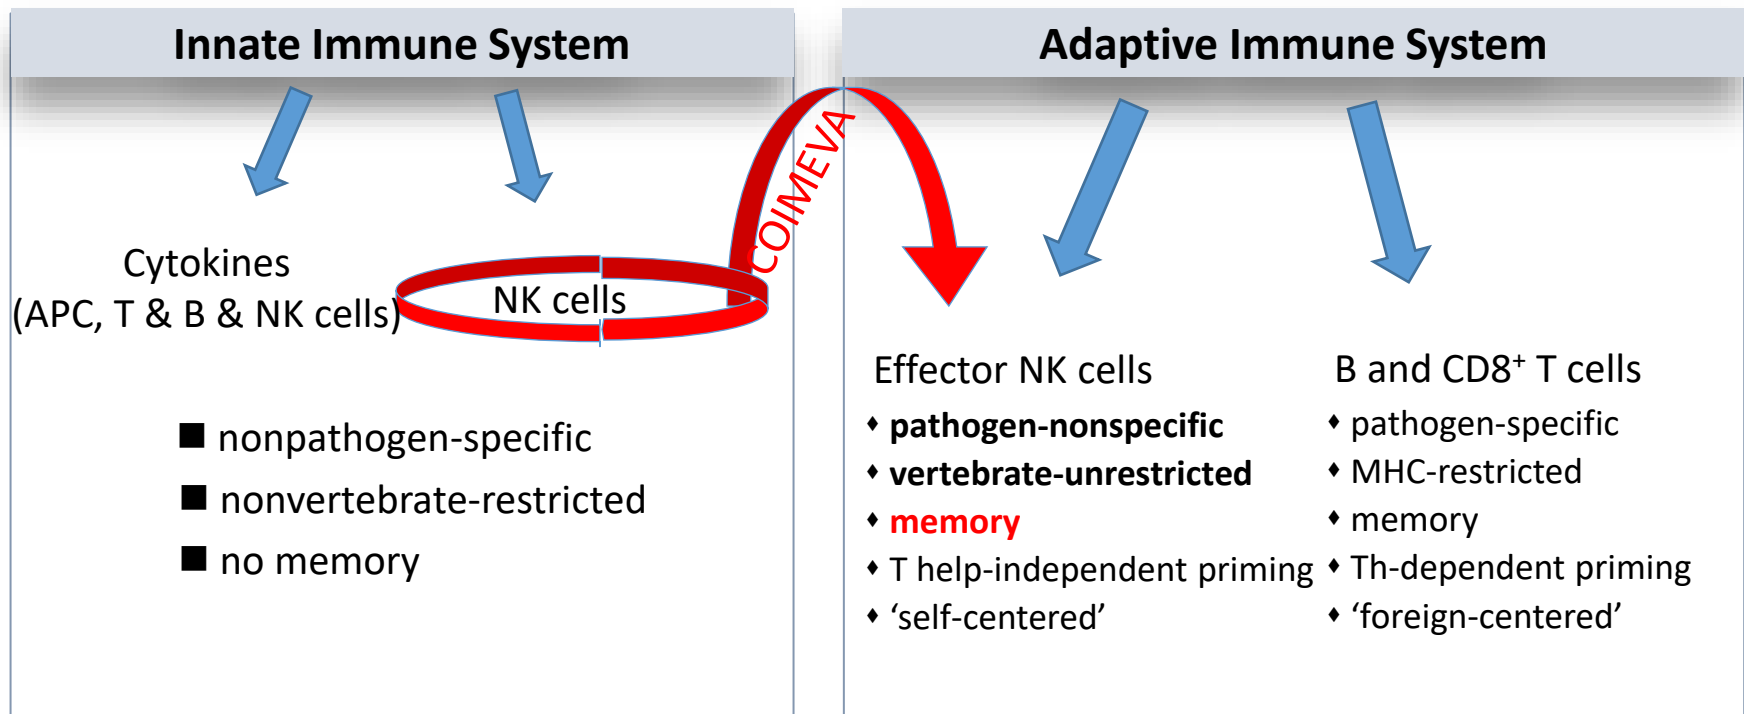 Innate Immune System
Cytokines
(APC, T & B & NK cells)
NK cells
COIMEVA
■ nonpathogen-specific
■ nonvertebrate-restricted
■ no memory
Adaptive Immune System
Effector NK cells
⬧ pathogen-nonspecific
⬧ vertebrate-unrestricted
⬧ memory
⬧ T help-independent priming
⬧ ‘self-centered’
B and CD8⁺ T cells
⬧ pathogen-specific
⬧ MHC-restricted
⬧ memory
⬧ Th-dependent priming
⬧ ‘foreign-centered’